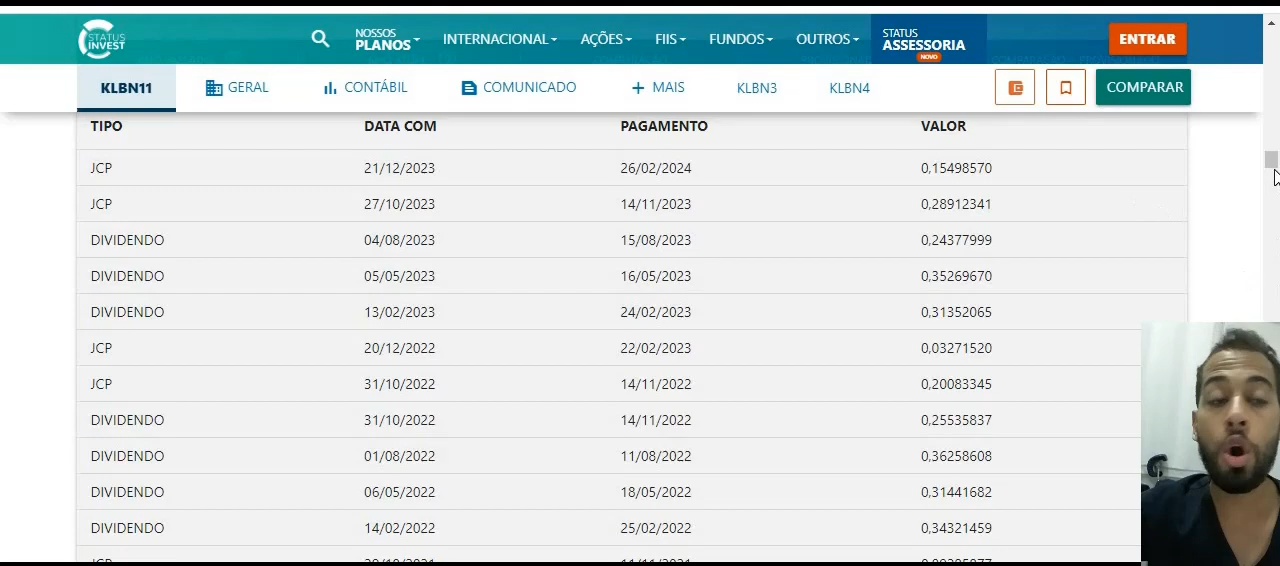 STATUS
INVEST
NOSSOS
PLANOS
INTERNACIONAL
AÇÕES
FIIS
FUNDOS
OUTROS
STATUS
ASSESSORIA
NOVO
ENTRAR
KLBN11 GERAL CONTÁBIL COMUNICADO + MAIS KLBN3 KLBN4 COMPARAR
TIPO DATA COM PAGAMENTO VALOR
JCP 21/12/2023 26/02/2024 0,15498570
JCP 27/10/2023 14/11/2023 0,28912341
DIVIDENDO 04/08/2023 15/08/2023 0,24377999
DIVIDENDO 05/05/2023 16/05/2023 0,35269670
DIVIDENDO 13/02/2023 24/02/2023 0,31352065
JCP 20/12/2022 22/02/2023 0,03271520
JCP 31/10/2022 14/11/2022 0,20083345
DIVIDENDO 31/10/2022 14/11/2022 0,25535837
DIVIDENDO 01/08/2022 11/08/2022 0,36258608
DIVIDENDO 06/05/2022 18/05/2022 0,31441682
DIVIDENDO 14/02/2022 25/02/2022 0,34321459